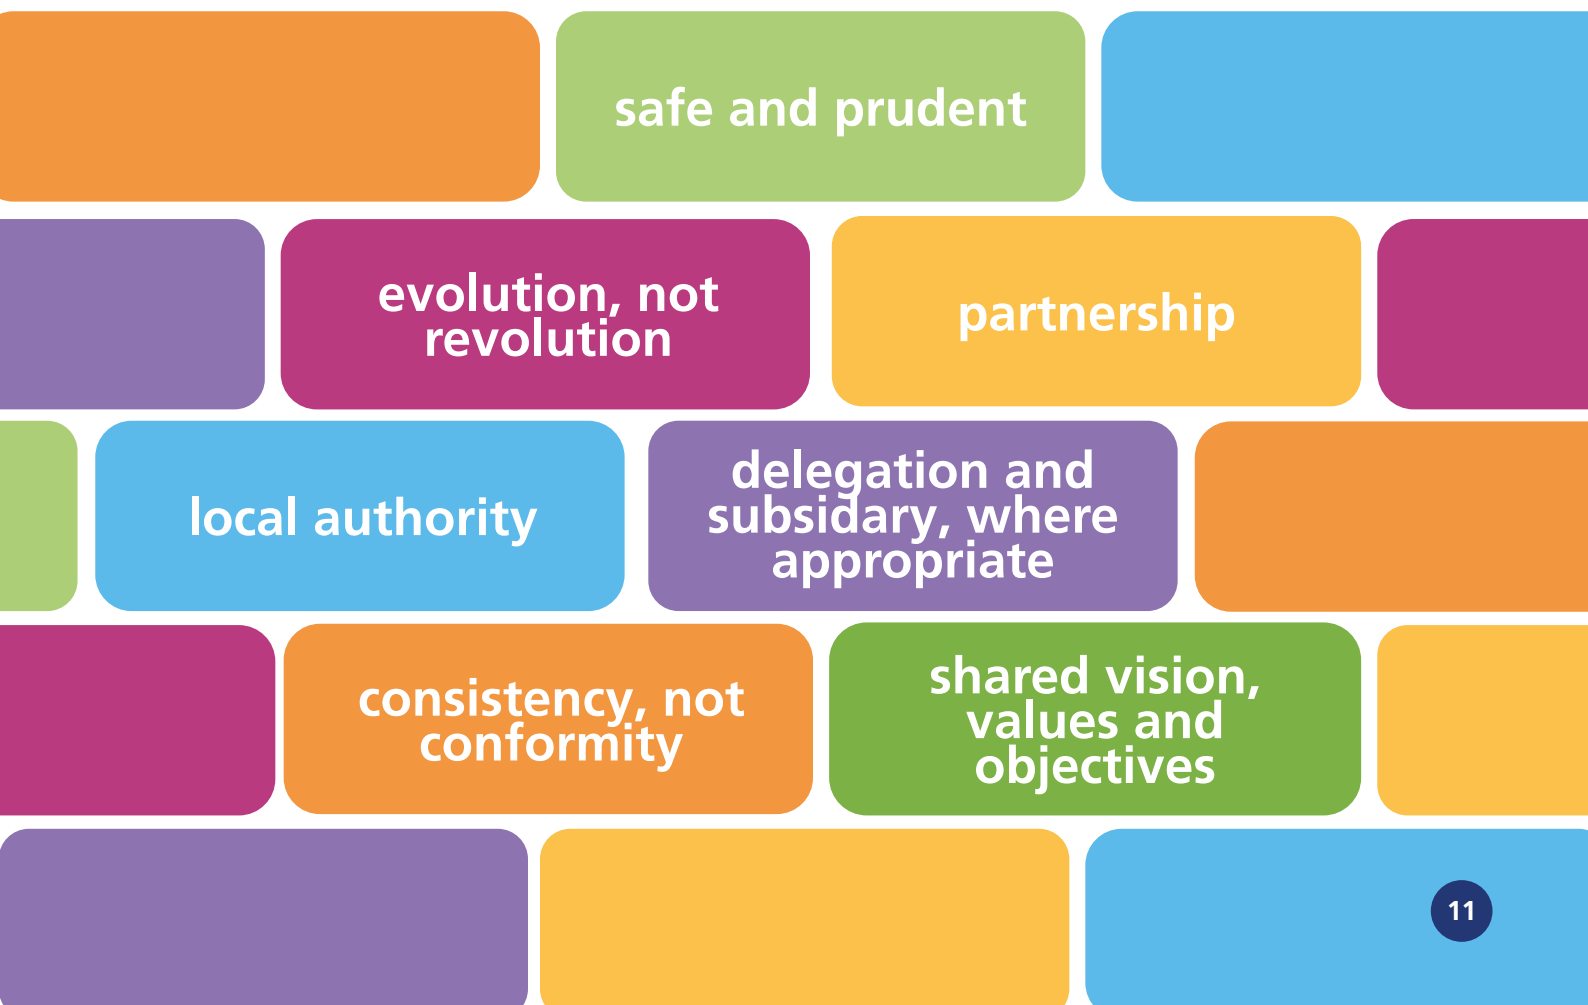 safe and prudent
evolution, not
revolution
partnership
local authority
delegation and
subsidary, where
appropriate
consistency, not
conformity
shared vision,
values and
objectives
11